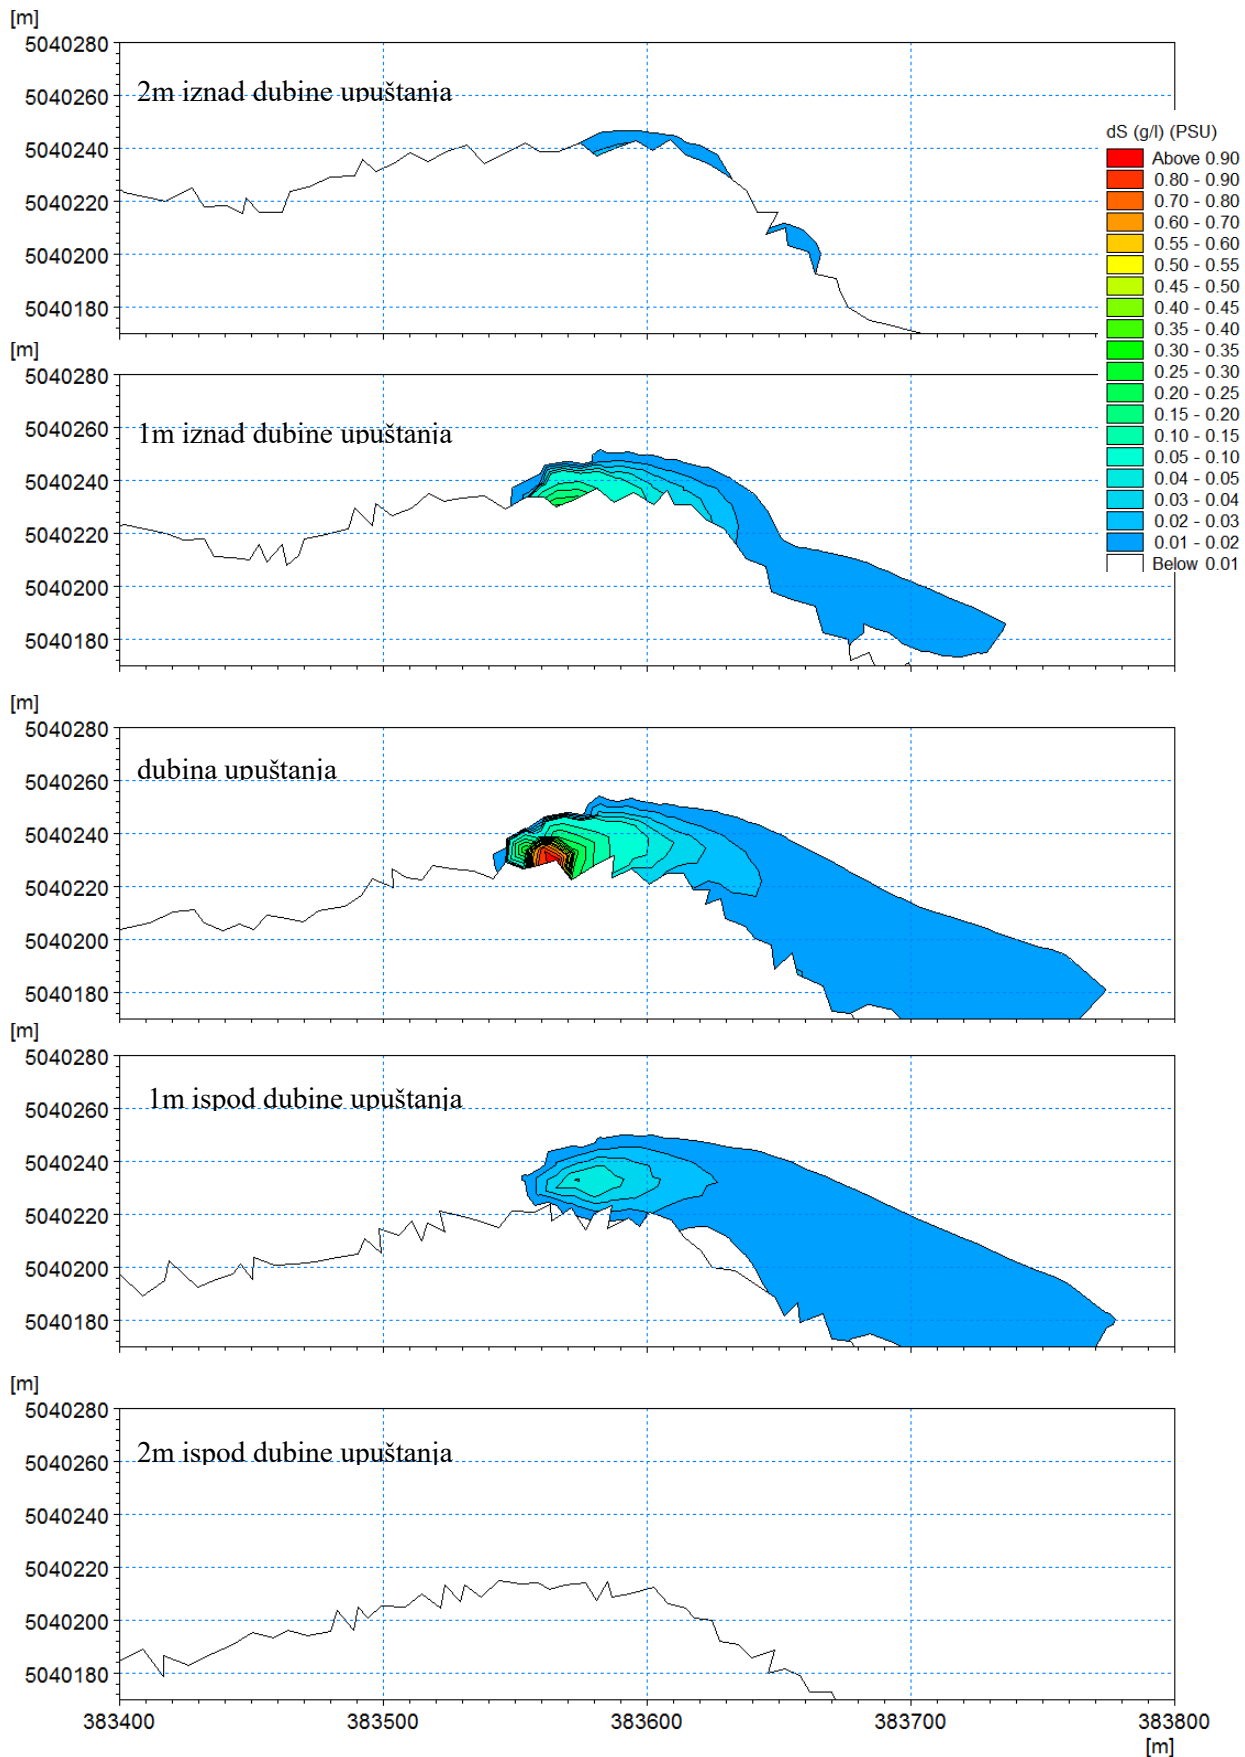 [m]
5040280
5040260
2m iznad dubine upuštanja
5040240
5040220
5040200
5040180
dS (g/l) (PSU)
Above 0.90
0.80 - 0.90
0.70 - 0.80
0.60 - 0.70
0.55 - 0.60
0.50 - 0.55
0.45 - 0.50
0.40 - 0.45
0.35 - 0.40
0.30 - 0.35
0.25 - 0.30
0.20 - 0.25
0.15 - 0.20
0.10 - 0.15
0.05 - 0.10
0.04 - 0.05
0.03 - 0.04
0.02 - 0.03
0.01 - 0.02
Below 0.01
[m]
5040280
5040260
1m iznad dubine upuštanja
5040240
5040220
5040200
5040180
[m]
5040280
5040260
dubina upuštanja
5040240
5040220
5040200
5040180
[m]
5040280
5040260
1m ispod dubine upuštanja
5040240
5040220
5040200
5040180
[m]
5040280
5040260
2m ispod dubine upuštanja
5040240
5040220
5040200
5040180
383400 383500 383600 383700 383800
[m]